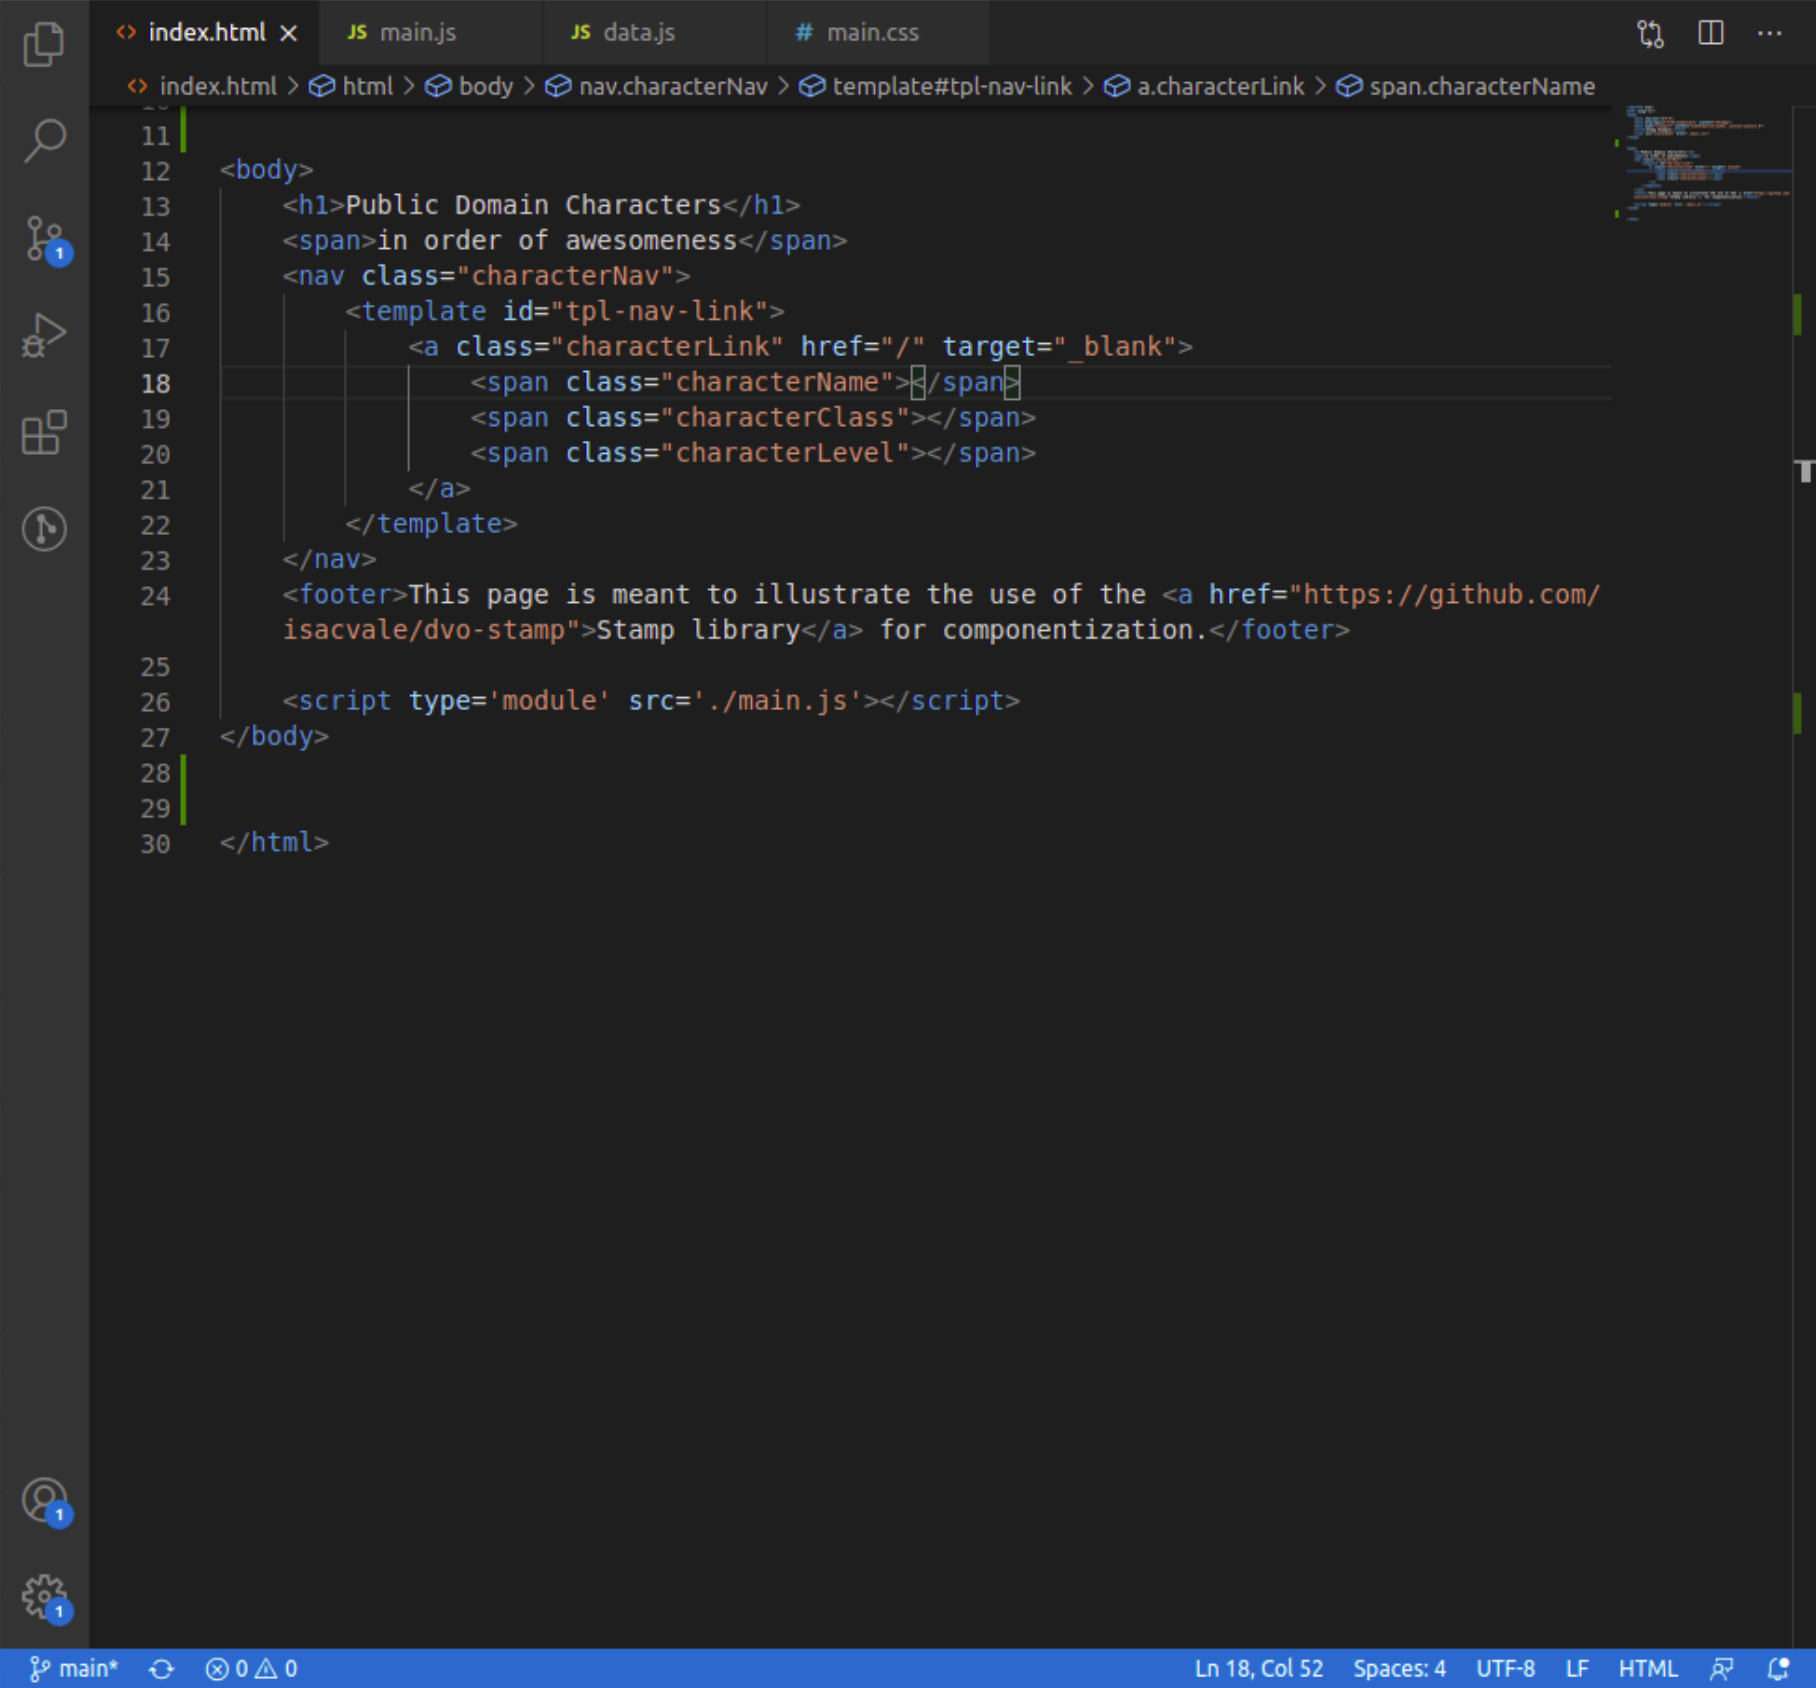 index.html main.js data.js main.css
index.html > html > body > nav.characterNav > template#tpl-nav-link > a.characterLink > span.characterName
11
12 <body>
13 <h1>Public Domain Characters</h1>
14 <span>in order of awesomeness</span>
15 <nav class="characterNav">
16 <template id="tpl-nav-link">
17 <a class="characterLink" href="/" target="_blank">
18 <span class="characterName"></span>
19 <span class="characterClass"></span>
20 <span class="characterLevel"></span>
21 </a>
22 </template>
23 </nav>
24 <footer>This page is meant to illustrate the use of the <a href="https://github.com/
isacvale/dvo-stamp">Stamp library</a> for componentization.</footer>
25
26 <script type='module' src='./main.js'></script>
27 </body>
28
29
30 </html>
1
1
1
main* 0 0 Ln 18, Col 52 Spaces: 4 UTF-8 LF HTML